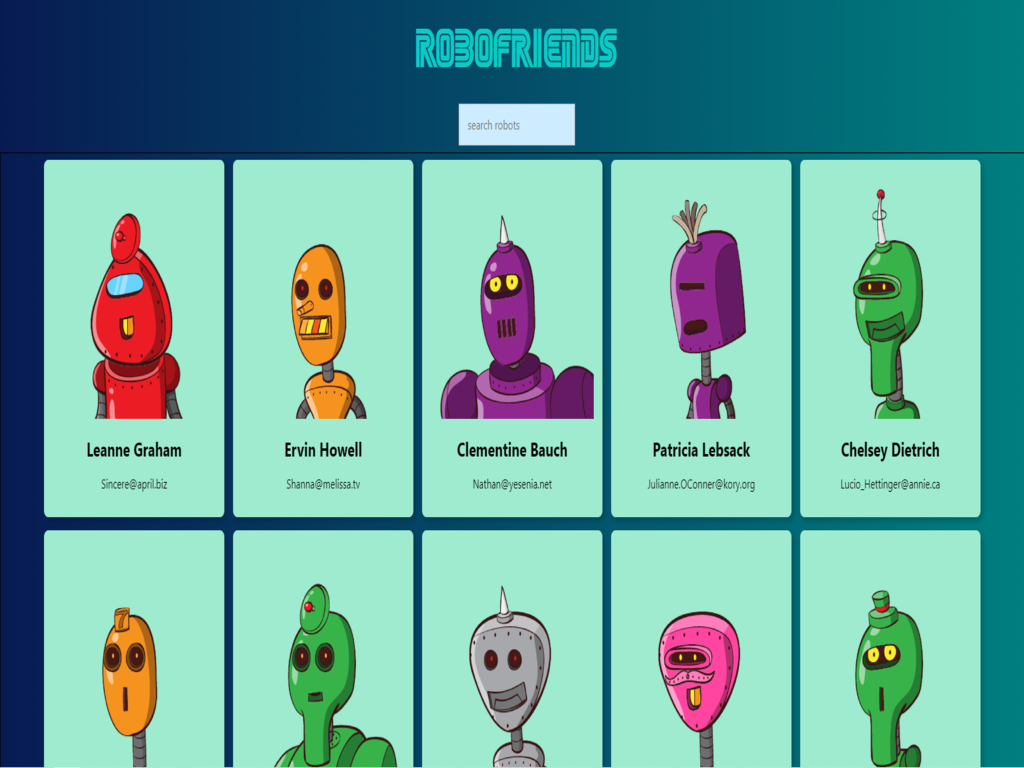 ROBOFRIENDS
search robots
Leanne Graham
Ervin Howell
Clementine Bauch
Patricia Lebsack
Chelsey Dietrich
Sincere@april.biz
Shanna@melissa.tv
Nathan@yesenia.net
Julianne.OConner@kory.org
Lucio_Hettinger@annie.ca
7